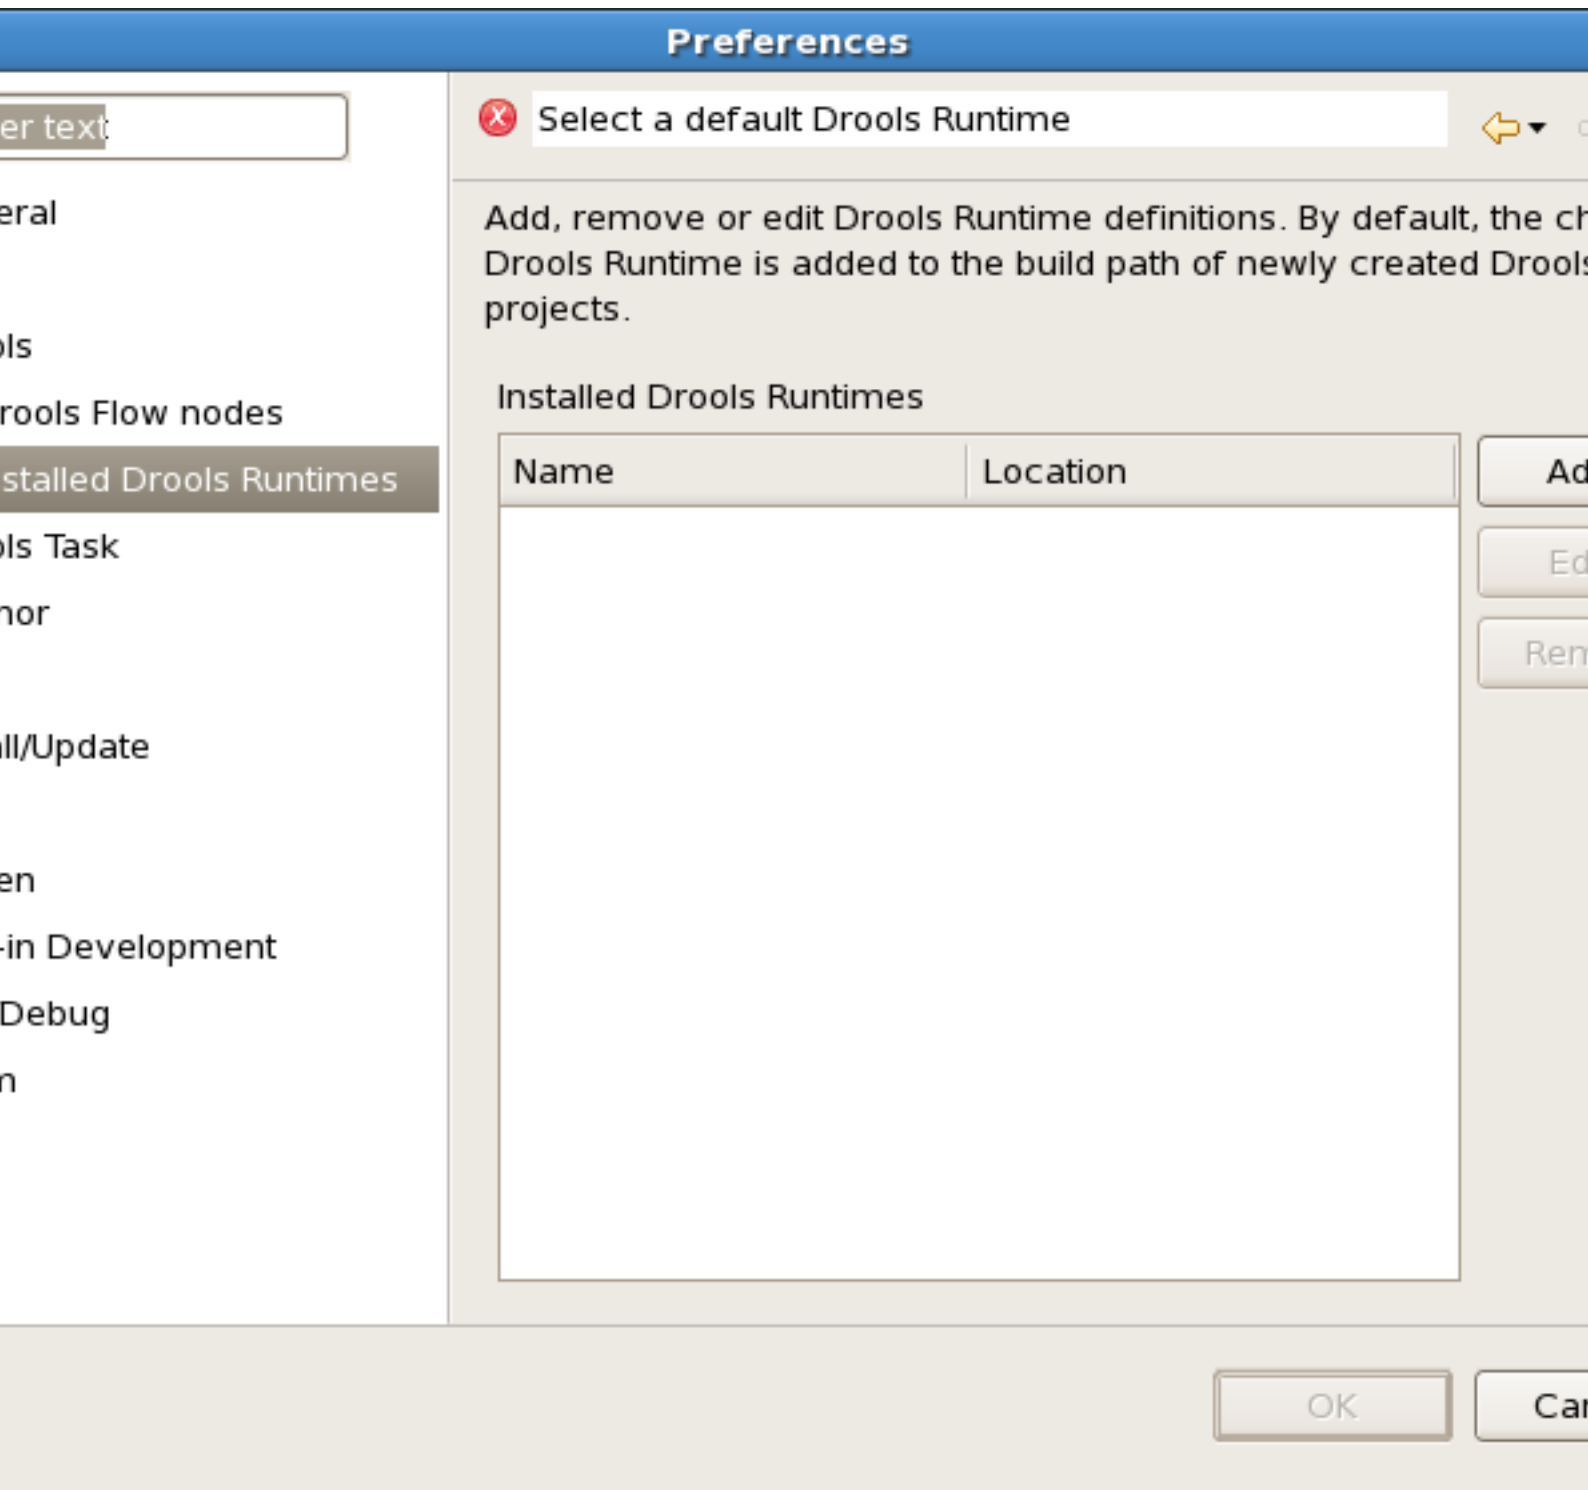 Preferences
er text
Select a default Drools Runtime
eral
Add, remove or edit Drools Runtime definitions. By default, the ch
Drools Runtime is added to the build path of newly created Drools
projects.
ols
rools Flow nodes
stalled Drools Runtimes
ols Task
nor
all/Update
en
-in Development
Debug
n
Installed Drools Runtimes
Name
Location
Ad
Ed
Rem
OK
Can